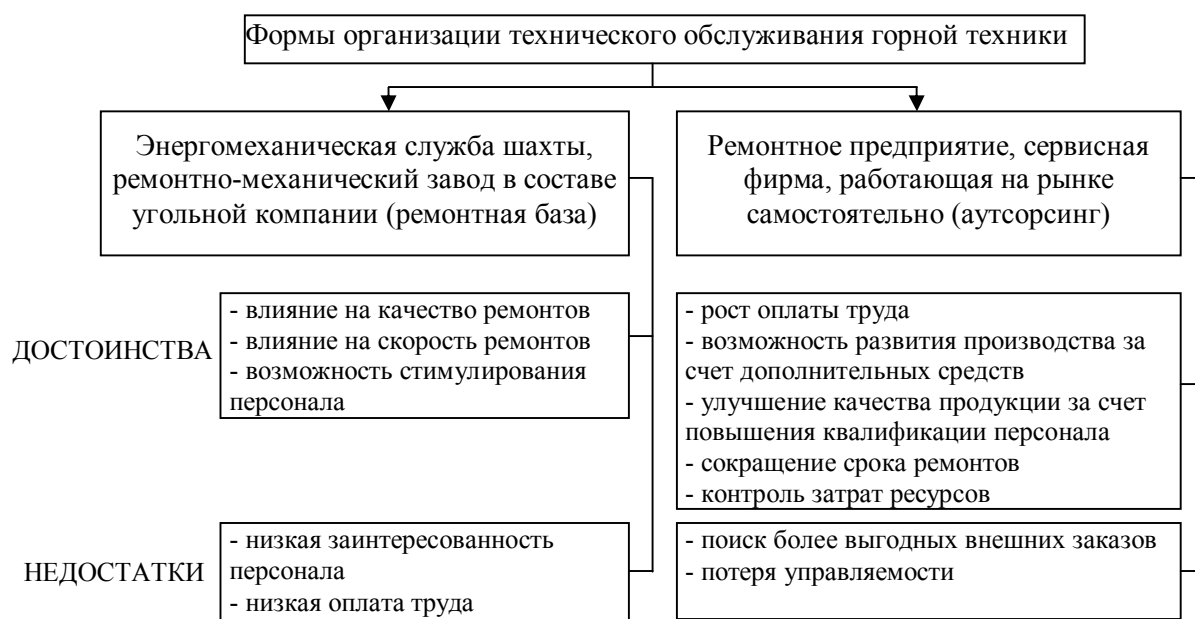 Формы организации технического обслуживания горной техники
Энергомеханическая служба шахты,
ремонтно-механический завод в составе
угольной компании (ремонтная база)
Ремонтное предприятие, сервисная
фирма, работающая на рынке
самостоятельно (аутсорсинг)
ДОСТОИНСТВА
- влияние на качество ремонтов
- влияние на скорость ремонтов
- возможность стимулирования
персонала
- рост оплаты труда
- возможность развития производства за
счет дополнительных средств
- улучшение качества продукции за счет
повышения квалификации персонала
- сокращение срока ремонтов
- контроль затрат ресурсов
НЕДОСТАТКИ
- низкая заинтересованность
персонала
- низкая оплата труда
- поиск более выгодных внешних заказов
- потеря управляемости